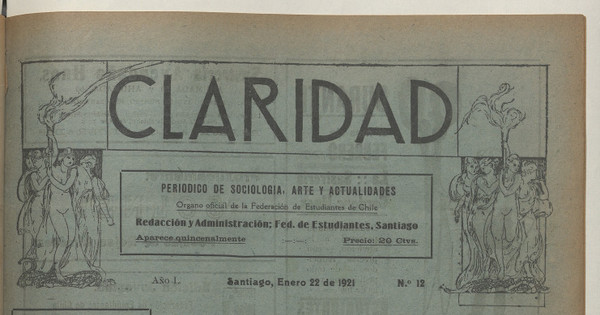 CLARIDAD
PERIODICO DE SOCIOLOGIA, ARTE Y ACTUALIDADES
Organo oficial de la Federación de Estudiantes de Chile
Redacción y Administración; Fed. de Estudiantes, Santiago
Aparece quincenalmente Precio: 20 Ctvs.
Año I. Santiago, Enero 22 de 1921 N.° 12